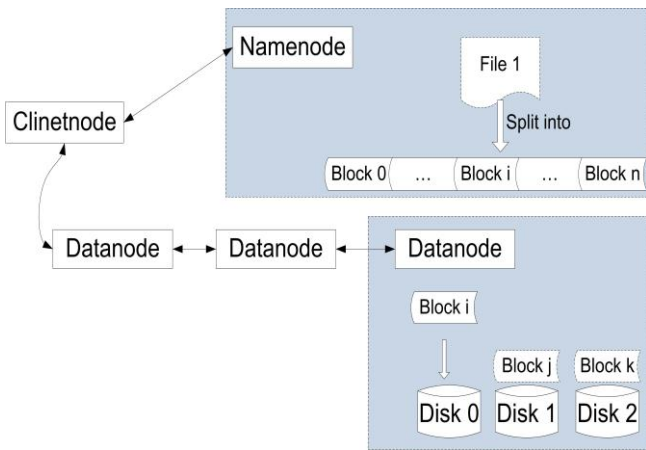 Namenode
File 1
Clinetnode
Split into
Block 0 ... Block i ... Block n
Datanode Datanode Datanode
Block i
Block j Block k
Disk 0 Disk 1 Disk 2